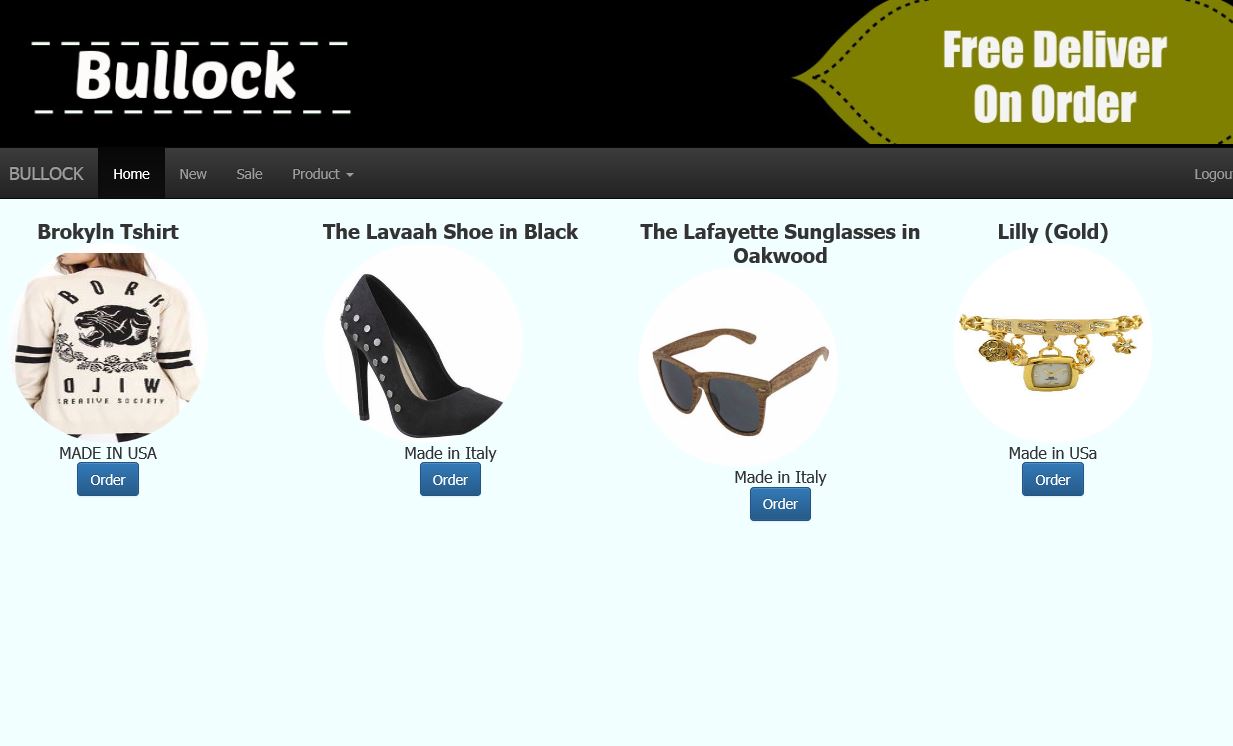 Bullock
Free Deliver
On Order
BULLOCK Home New Sale Product Logou
Brokyln Tshirt
The Lavaah Shoe in Black
The Lafayette Sunglasses in
Oakwood
Lilly (Gold)
BORK
WILD
CREATIVE SOCIETY
MADE IN USA
Order
Made in Italy
Order
Made in Italy
Order
Made in USa
Order